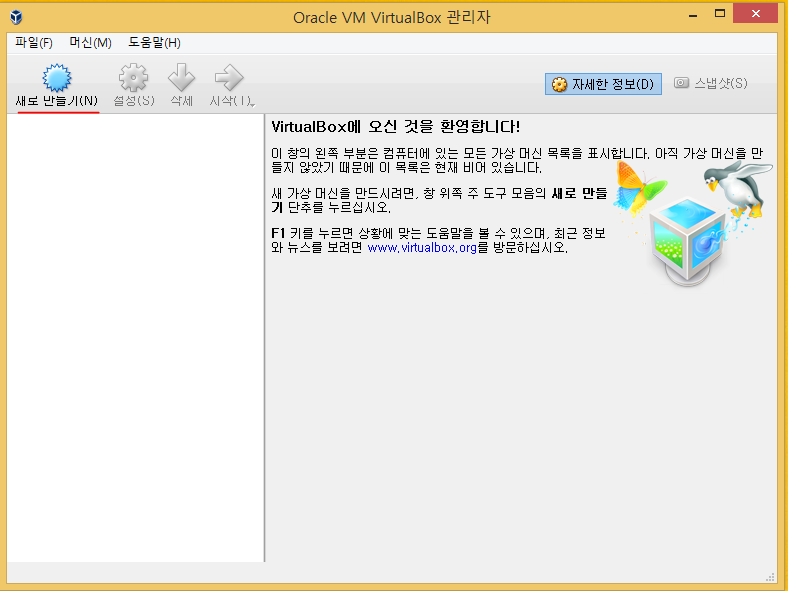 Oracle VM VirtualBox 관리자
파일(F) 머신(M) 도움말(H)
새로 만들기(N) 설정(S) 삭제 시작(T) 자세한 정보(D) 스냅샷(S)
VirtualBox에 오신 것을 환영합니다!
이 창의 왼쪽 부분은 컴퓨터에 있는 모든 가상 머신 목록을 표시합니다. 아직 가상 머신을 만
들지 않았기 때문에 이 목록은 현재 비어 있습니다.
새 가상 머신을 만드시려면, 창 위쪽 주 도구 모음의 새로 만들
기 단추를 누르십시오.
F1 키를 누르면 상황에 맞는 도움말을 볼 수 있으며, 최근 정보
와 뉴스를 보려면 www.virtualbox.org를 방문하십시오.